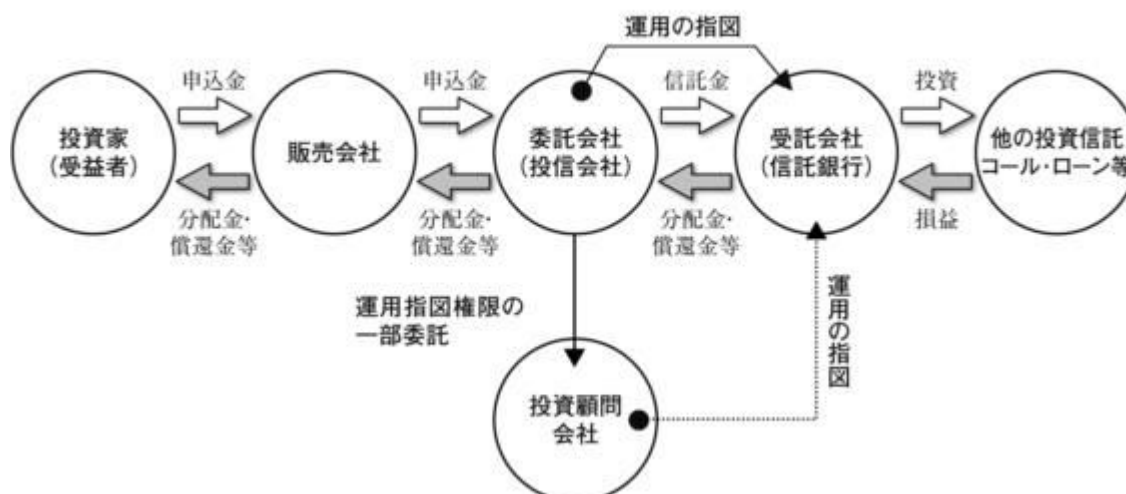 運用の指図
申込金
申込金
信託金
投資
投資家
(受益者)
販売会社
委託会社
(投信会社)
受託会社
(信託銀行)
他の投資信託
コール・ローン等
分配金・
償還金等
分配金・
償還金等
分配金・
償還金等
損益
運用指図権限の
一部委託
運用の指図
投資顧問
会社